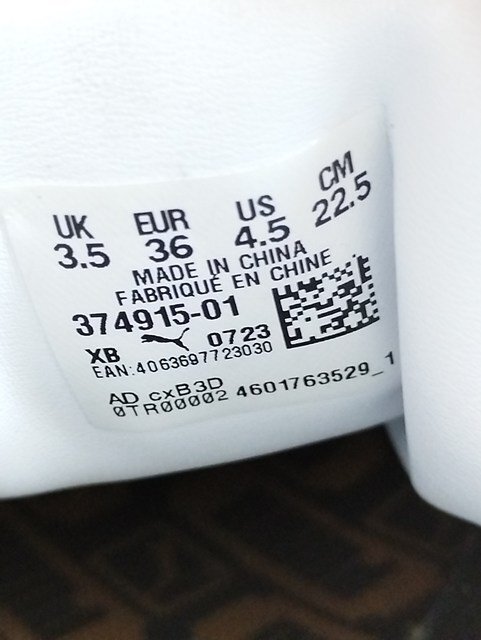 UK EUR US CM
3.5 36 4.5 22.5
MADE IN CHINA
FABRIQUÉ EN CHINE
374915-01
XB 0723
EAN:4063697723030
AD cxB3D
0TR00002 4601763529_1